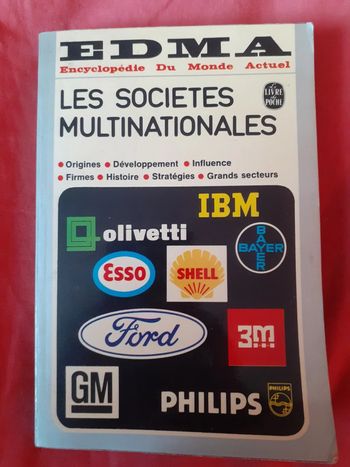 EDMA
Encyclopédie Du Monde Actuel
LES SOCIETES
MULTINATIONALES
LE LIVRE DE POCHE
• Origines • Développement • Influence
• Firmes • Histoire • Stratégies • Grands secteurs
IBM
olivetti
BAYER
BAYER
Esso
SHELL
Ford
3m
GM
PHILIPS
PHILIPS